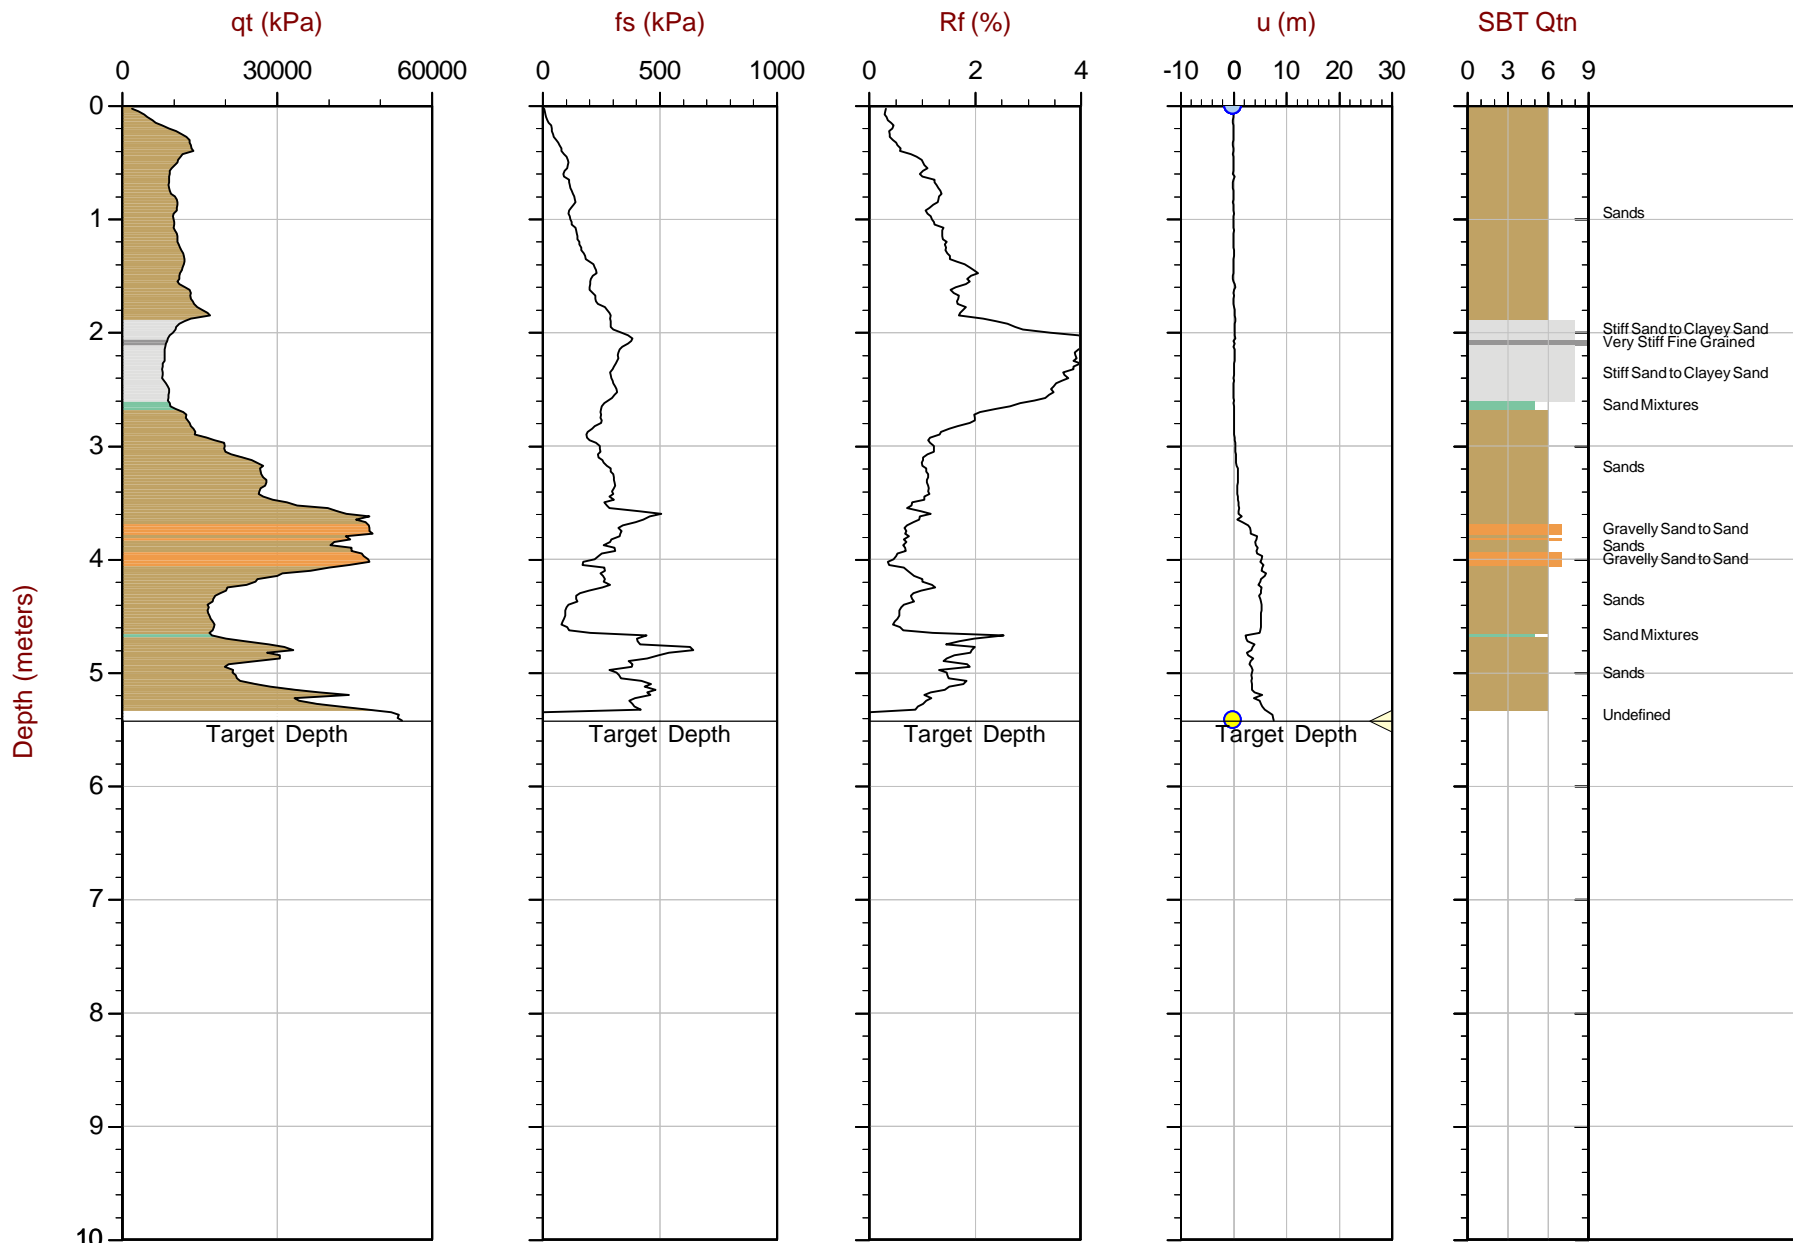 qt (kPa) fs (kPa) Rf (%) u (m) SBT Qtn
0 30000 60000 0 500 1000 0 2 4 -10 0 10 20 30 0 3 6 9
0
1
2
3
4
5
6
7
8
9
10
Depth (meters)
Sands
Stiff Sand to Clayey Sand
Very Stiff Fine Grained
Stiff Sand to Clayey Sand
Sand Mixtures
Sands
Gravelly Sand to Sand
Sands
Gravelly Sand to Sand
Sands
Sand Mixtures
Sands
Undefined
Target Depth Target Depth Target Depth Target Depth